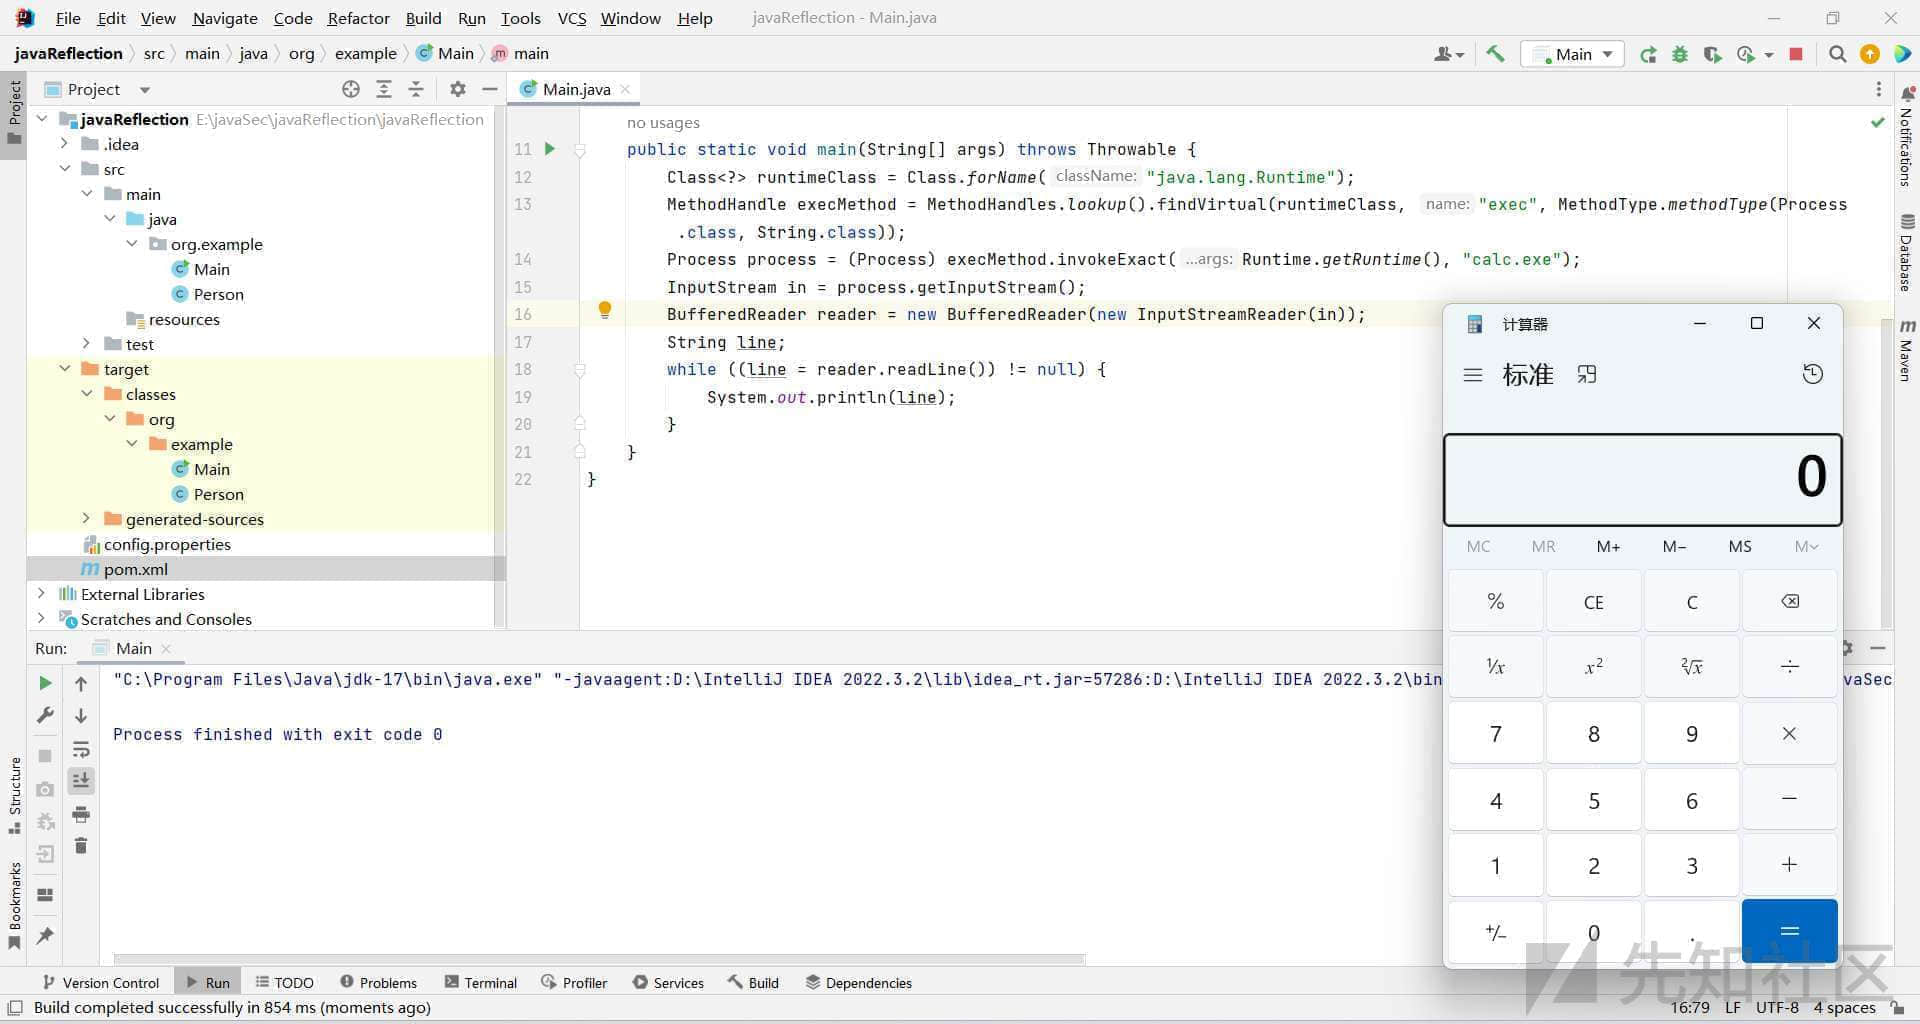 File Edit View Navigate Code Refactor Build Run Tools VCS Window Help javaReflection - Main.java
javaReflection src main java org example Main main
Main
Project
Main.java
javaReflection E:\javaSec\javaReflection\javaReflection
.idea
src
main
java
org.example
Main
Person
resources
test
target
classes
org
example
Main
Person
generated-sources
config.properties
pom.xml
External Libraries
Scratches and Consoles
no usages
11 public static void main(String[] args) throws Throwable {
12 Class<?> runtimeClass = Class.forName( className: "java.lang.Runtime");
13 MethodHandle execMethod = MethodHandles.lookup().findVirtual(runtimeClass, name: "exec", MethodType.methodType(Process
.class, String.class));
14 Process process = (Process) execMethod.invokeExact( ...args: Runtime.getRuntime(), "calc.exe");
15 InputStream in = process.getInputStream();
16 BufferedReader reader = new BufferedReader(new InputStreamReader(in));
17 String line;
18 while ((line = reader.readLine()) != null) {
19 System.out.println(line);
20 }
21 }
22 }
Project
Structure
Bookmarks
Notifications
Database
Maven
计算器
标准
0
MC MR M+ M− MS M
% CE C
⅟x x² ²√x ÷
7 8 9 ×
4 5 6 −
1 2 3 +
+/− 0 . =
Run: Main
"C:\Program Files\Java\jdk-17\bin\java.exe" "-javaagent:D:\IntelliJ IDEA 2022.3.2\lib\idea_rt.jar=57286:D:\IntelliJ IDEA 2022.3.2\bin
vaSec
Process finished with exit code 0
Version Control Run TODO Problems Terminal Profiler Services Build Dependencies
Build completed successfully in 854 ms (moments ago)
16:79 LF UTF-8 4 spaces
先知社区